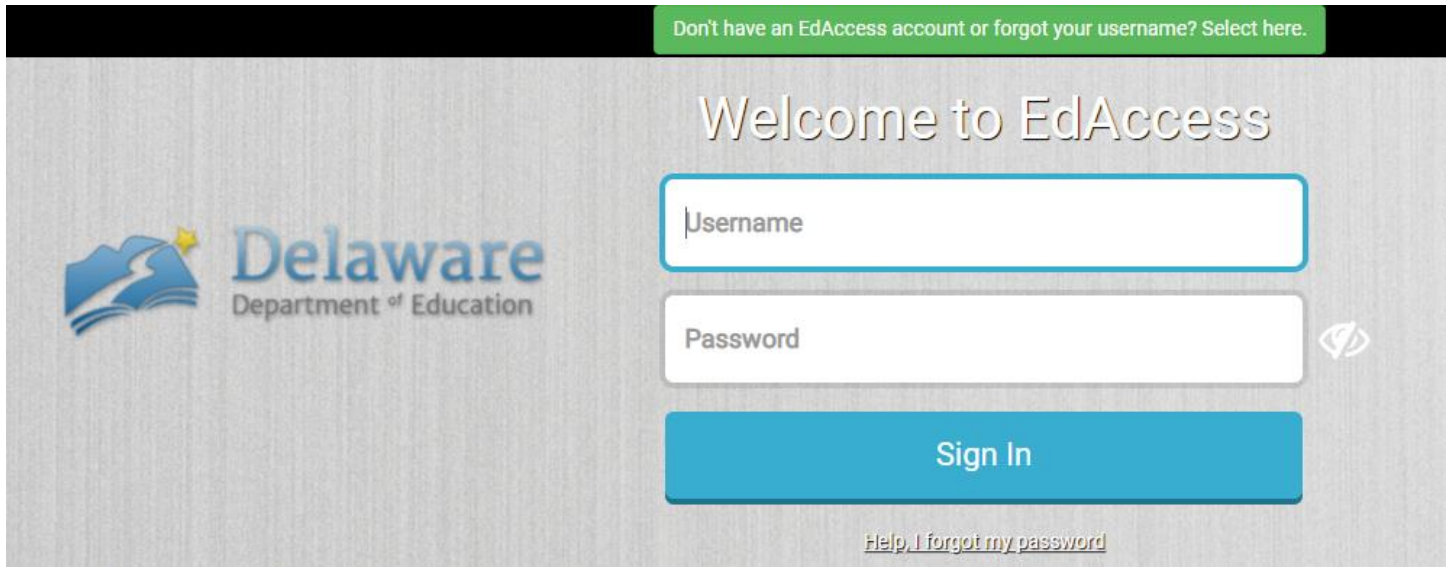 Don't have an EdAccess account or forgot your username? Select here.
Welcome to EdAccess
Username
Delaware
Department of Education
Password
Sign In
Help, I forgot my password